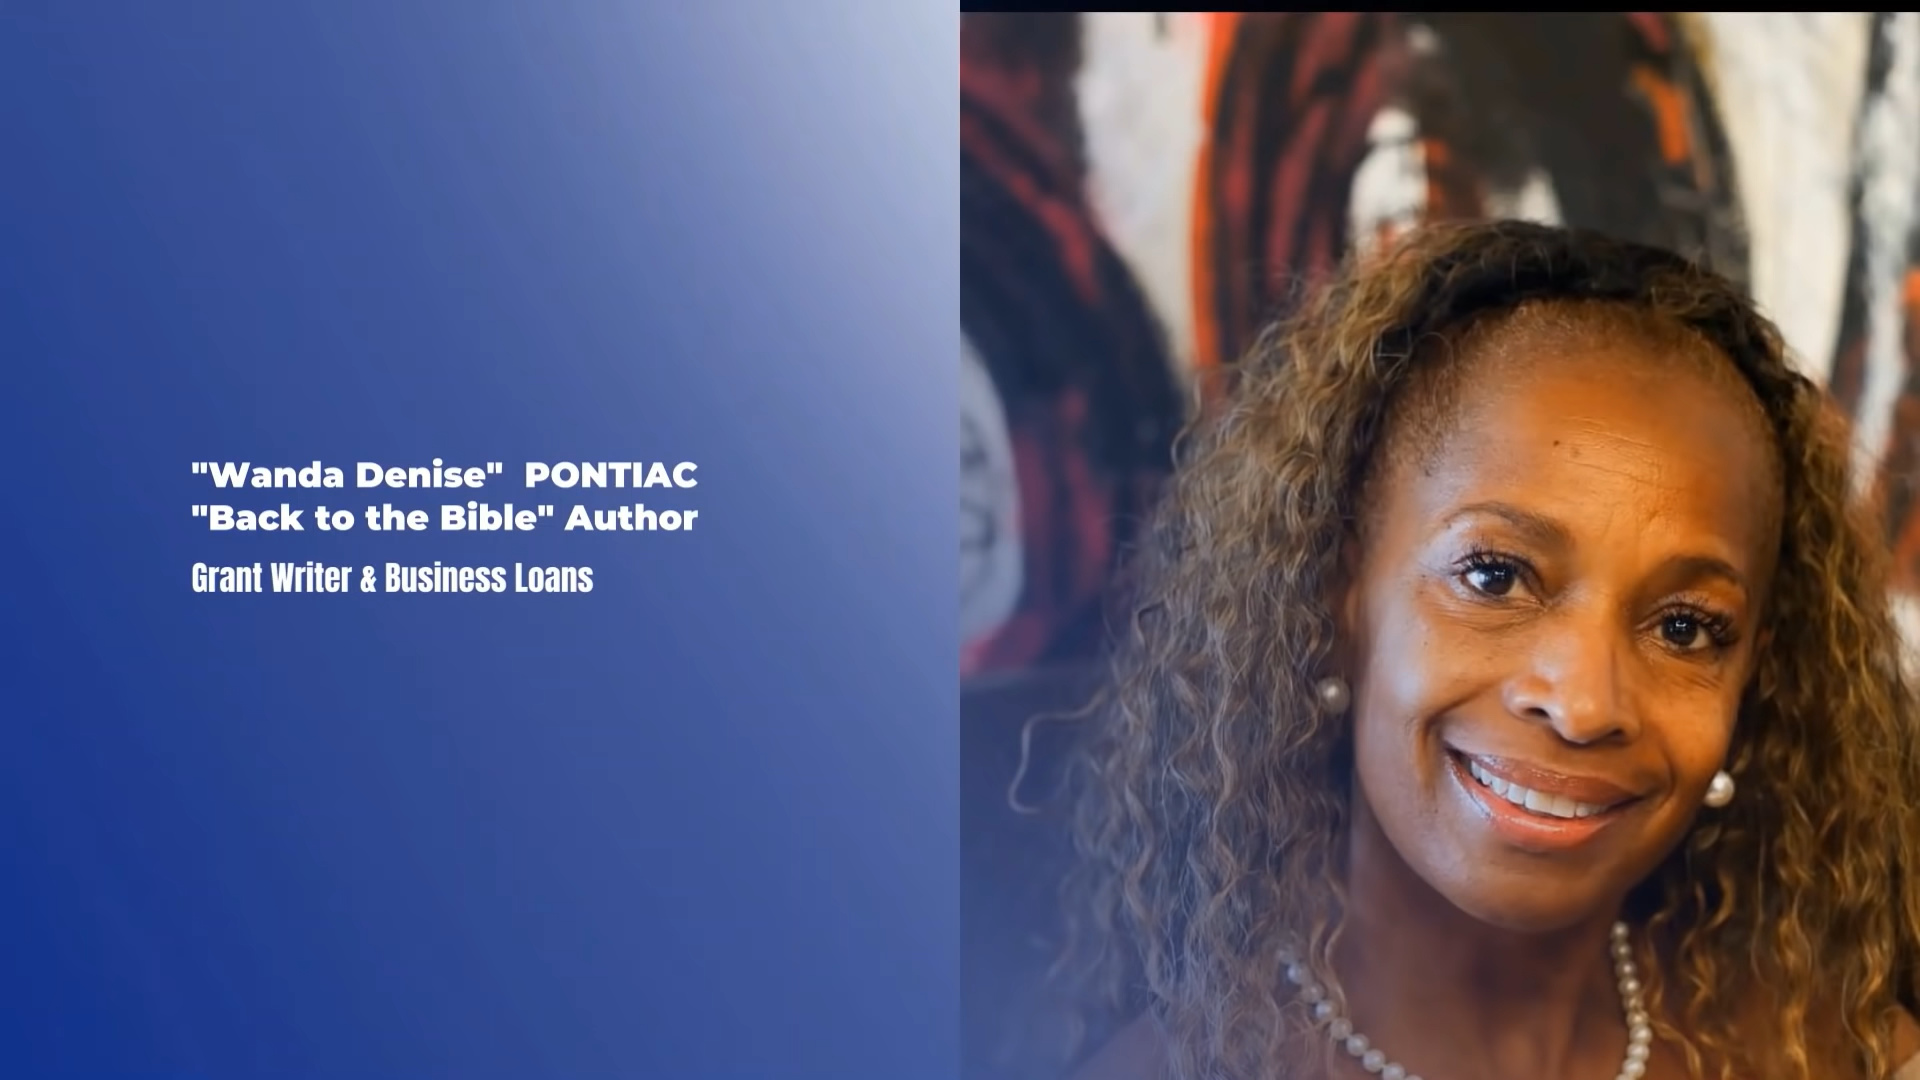 "Wanda Denise"  PONTIAC
"Back to the Bible" Author
Grant Writer & Business Loans